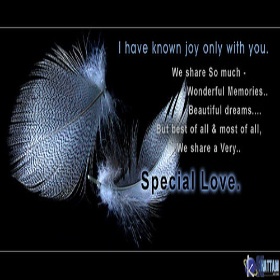 I have known joy only with you.
We share So much -
Wonderful Memories..
Beautiful dreams....
But best of all & most of all,
We share a Very..
Special Love.